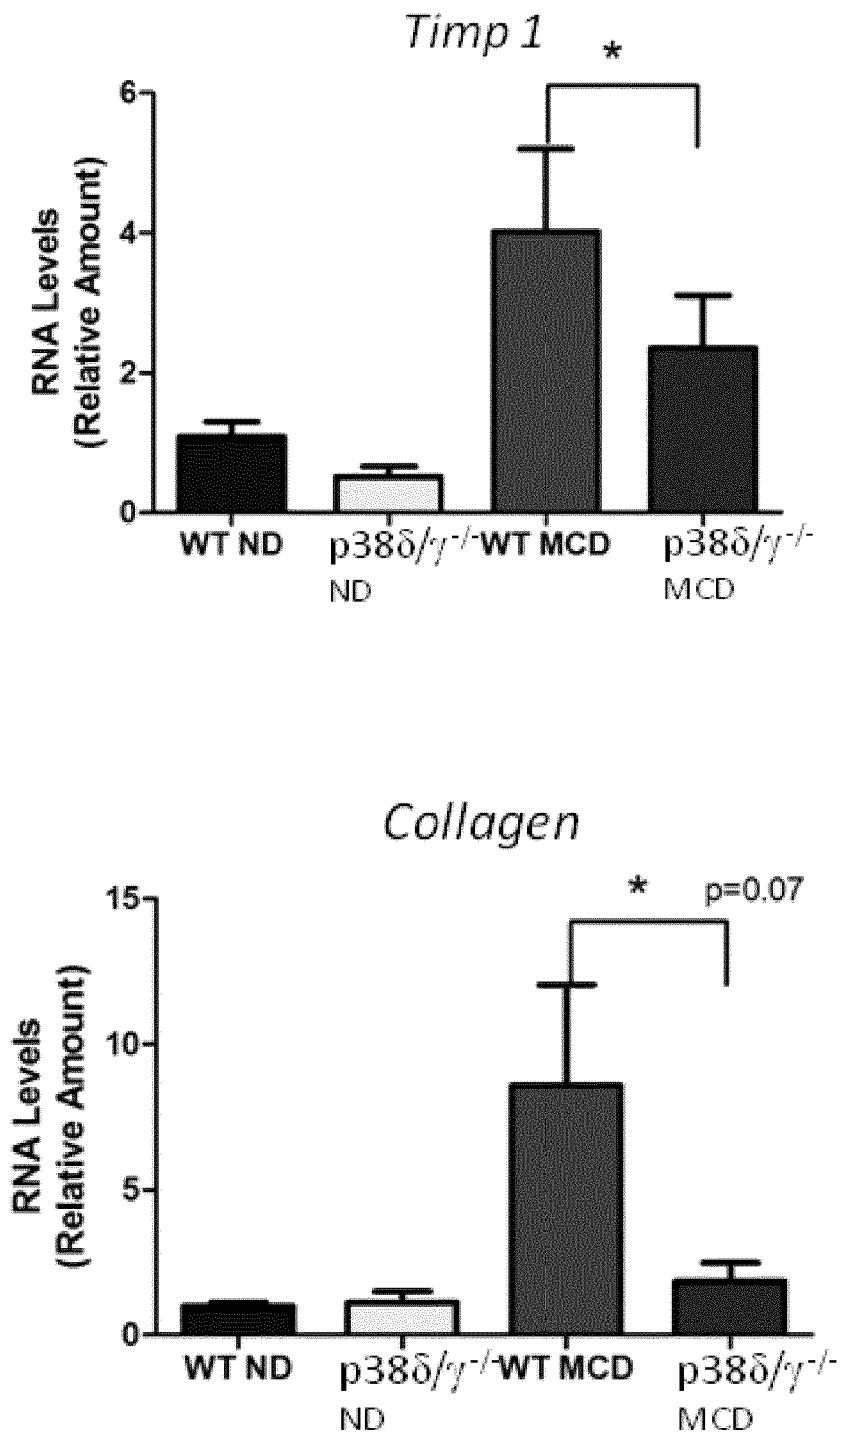 Timp 1
*
6
4
2
0
RNA Levels
(Relative Amount)
WT ND p38δ/γ-/- WT MCD p38δ/γ-/-
ND MCD
Collagen
* p=0.07
15
10
5
0
RNA Levels
(Relative Amount)
WT ND p38δ/γ-/- WT MCD p38δ/γ-/-
ND MCD